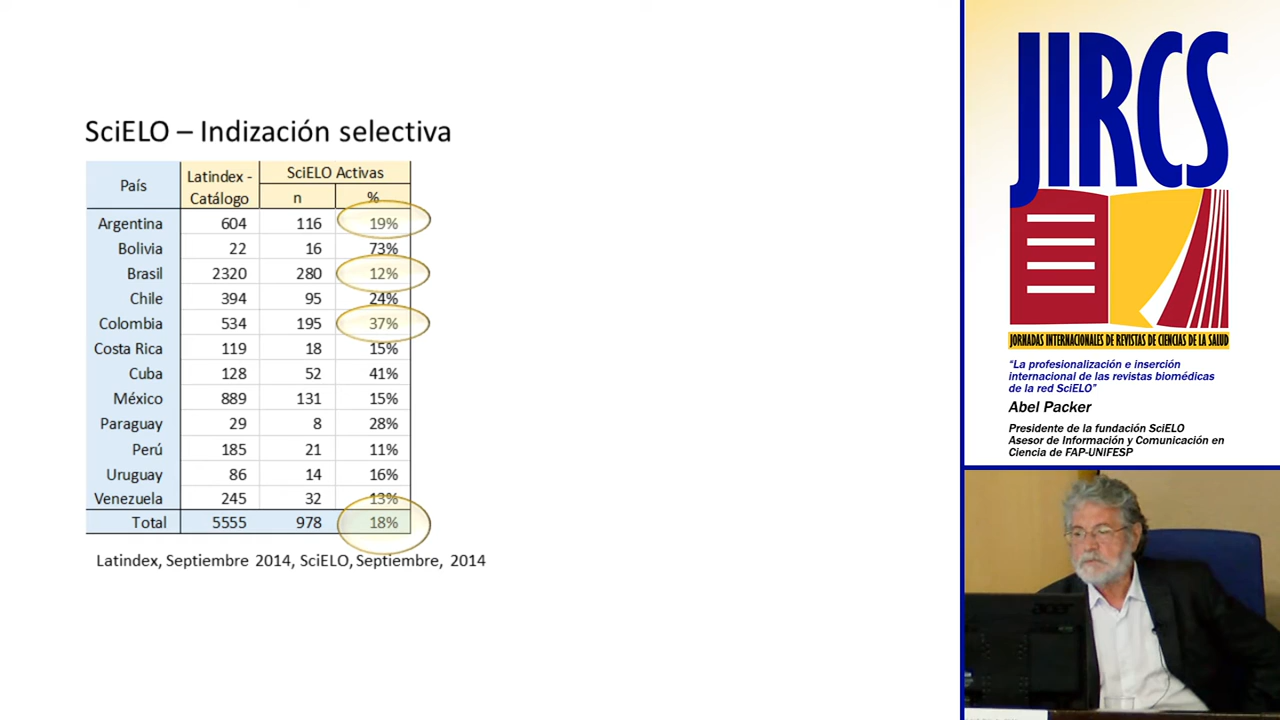 SciELO – Indización selectiva
País Latindex - Catálogo SciELO Activas
n %
Argentina 604 116 19%
Bolivia 22 16 73%
Brasil 2320 280 12%
Chile 394 95 24%
Colombia 534 195 37%
Costa Rica 119 18 15%
Cuba 128 52 41%
México 889 131 15%
Paraguay 29 8 28%
Perú 185 21 11%
Uruguay 86 14 16%
Venezuela 245 32 13%
Total 5555 978 18%
Latindex, Septiembre 2014, SciELO, Septiembre, 2014
JIRCS
JORNADAS INTERNACIONALES DE REVISTAS DE CIENCIAS DE LA SALUD
“La profesionalización e inserción
internacional de las revistas biomédicas
de la red SciELO”
Abel Packer
Presidente de la fundación SciELO
Asesor de Información y Comunicación en
Ciencia de FAP-UNIFESP
acer